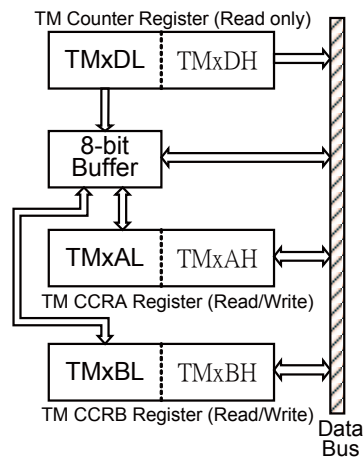 TM Counter Register (Read only)
TMxDL TMxDH
8-bit
Buffer
TMxAL TMxAH
TM CCRA Register (Read/Write)
TMxBL TMxBH
TM CCRB Register (Read/Write)
Data
Bus